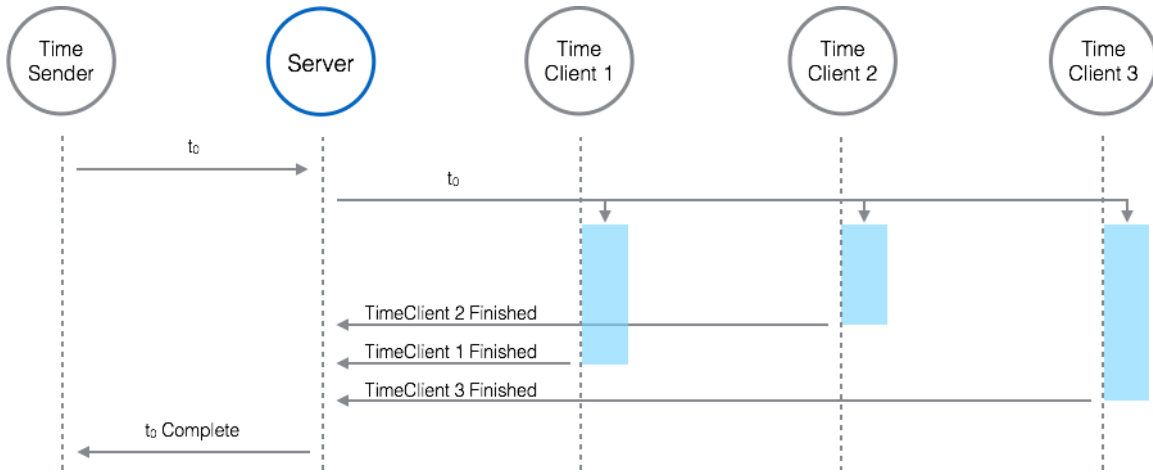 Time
Sender
Server
Time
Client 1
Time
Client 2
Time
Client 3
t₀
t₀
TimeClient 2 Finished
TimeClient 1 Finished
TimeClient 3 Finished
t₀ Complete